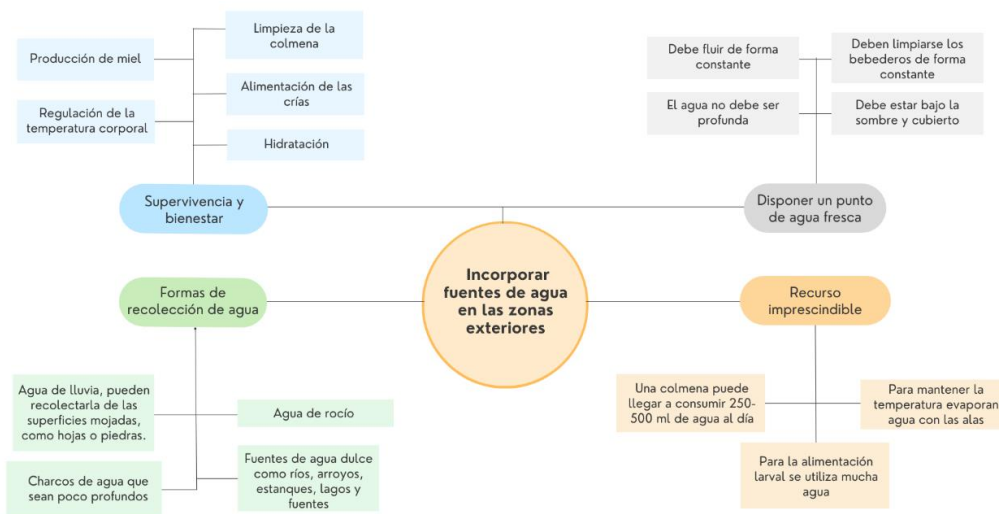 Limpieza de la
colmena
Producción de miel
Alimentación de las
crías
Regulación de la
temperatura corporal
Hidratación
Supervivencia y
bienestar
Debe fluir de forma
constante
Deben limpiarse los
bebederos de forma
constante
El agua no debe ser
profunda
Debe estar bajo la
sombre y cubierto
Disponer un punto
de agua fresca
Incorporar
fuentes de agua
en las zonas
exteriores
Formas de
recolección de agua
Agua de lluvia, pueden
recolectarla de las
superficies mojadas,
como hojas o piedras.
Agua de rocío
Charcos de agua que
sean poco profundos
Fuentes de agua dulce
como ríos, arroyos,
estanques, lagos y
fuentes
Recurso
imprescindible
Una colmena puede
llegar a consumir 250-
500 ml de agua al día
Para mantener la
temperatura evaporan
agua con las alas
Para la alimentación
larval se utiliza mucha
agua